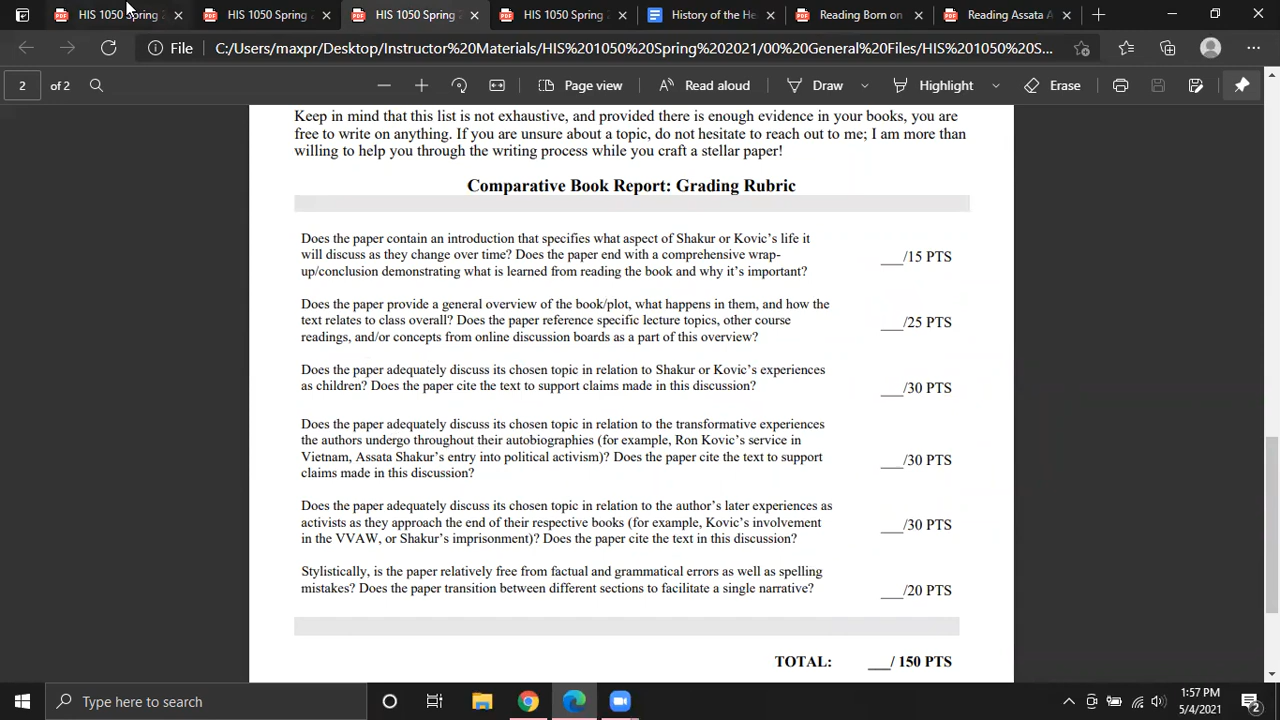 HIS 1050 Spring
HIS 1050 Spring
HIS 1050 Spring
HIS 1050 Spring
History of the He
Reading Born on
Reading Assata A
File
C:/Users/maxpr/Desktop/Instructor%20Materials/HIS%201050%20Spring%202021/00%20General%20Files/HIS%201050%20S...
2 of 2
Page view
Read aloud
Draw
Highlight
Erase
Keep in mind that this list is not exhaustive, and provided there is enough evidence in your books, you are
free to write on anything. If you are unsure about a topic, do not hesitate to reach out to me; I am more than
willing to help you through the writing process while you craft a stellar paper!
Comparative Book Report: Grading Rubric
Does the paper contain an introduction that specifies what aspect of Shakur or Kovic's life it
will discuss as they change over time? Does the paper end with a comprehensive wrap-
up/conclusion demonstrating what is learned from reading the book and why it's important?
___/15 PTS
Does the paper provide a general overview of the book/plot, what happens in them, and how the
text relates to class overall? Does the paper reference specific lecture topics, other course
readings, and/or concepts from online discussion boards as a part of this overview?
___/25 PTS
Does the paper adequately discuss its chosen topic in relation to Shakur or Kovic's experiences
as children? Does the paper cite the text to support claims made in this discussion?
___/30 PTS
Does the paper adequately discuss its chosen topic in relation to the transformative experiences
the authors undergo throughout their autobiographies (for example, Ron Kovic's service in
Vietnam, Assata Shakur's entry into political activism)? Does the paper cite the text to support
claims made in this discussion?
___/30 PTS
Does the paper adequately discuss its chosen topic in relation to the author's later experiences as
activists as they approach the end of their respective books (for example, Kovic's involvement
in the VVAW, or Shakur's imprisonment)? Does the paper cite the text in this discussion?
___/30 PTS
Stylistically, is the paper relatively free from factual and grammatical errors as well as spelling
mistakes? Does the paper transition between different sections to facilitate a single narrative?
___/20 PTS
TOTAL: ___/ 150 PTS
Type here to search
1:57 PM
5/4/2021
2